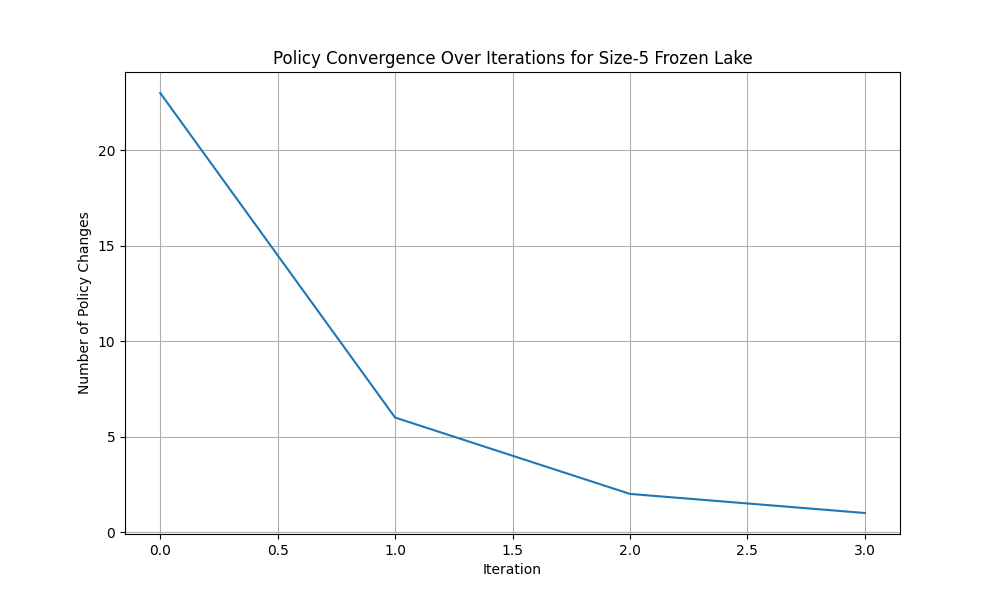 Policy Convergence Over Iterations for Size-5 Frozen Lake
Number of Policy Changes
20
15
10
5
0
0.0 0.5 1.0 1.5 2.0 2.5 3.0
Iteration